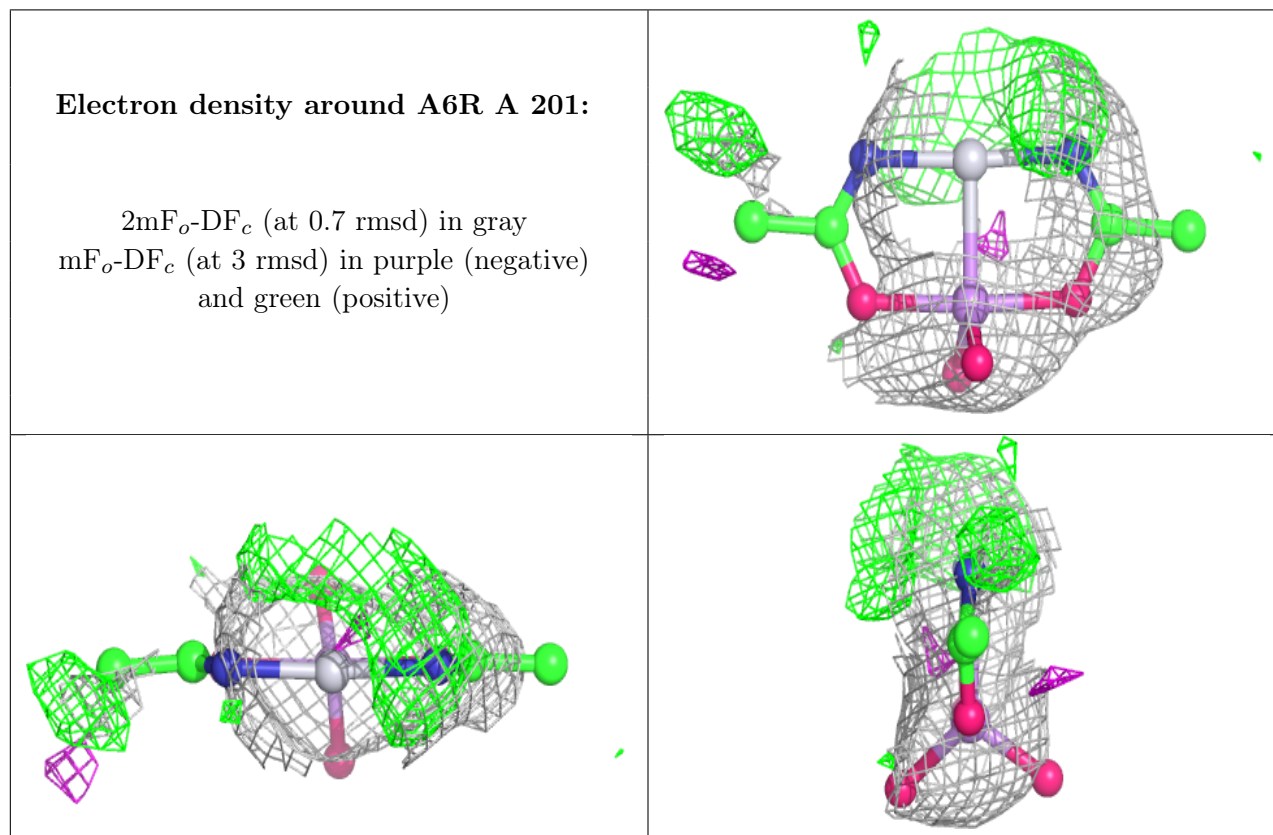 Electron density around A6R A 201:
2mFₒ-DF𝒸 (at 0.7 rmsd) in gray
mFₒ-DF𝒸 (at 3 rmsd) in purple (negative)
and green (positive)